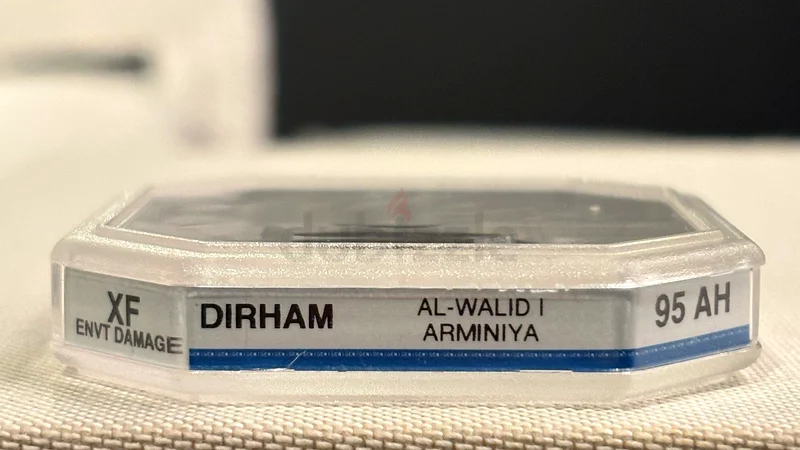 XF
ENVT DAMAGE
DIRHAM
AL-WALID I
ARMINIYA
95 AH